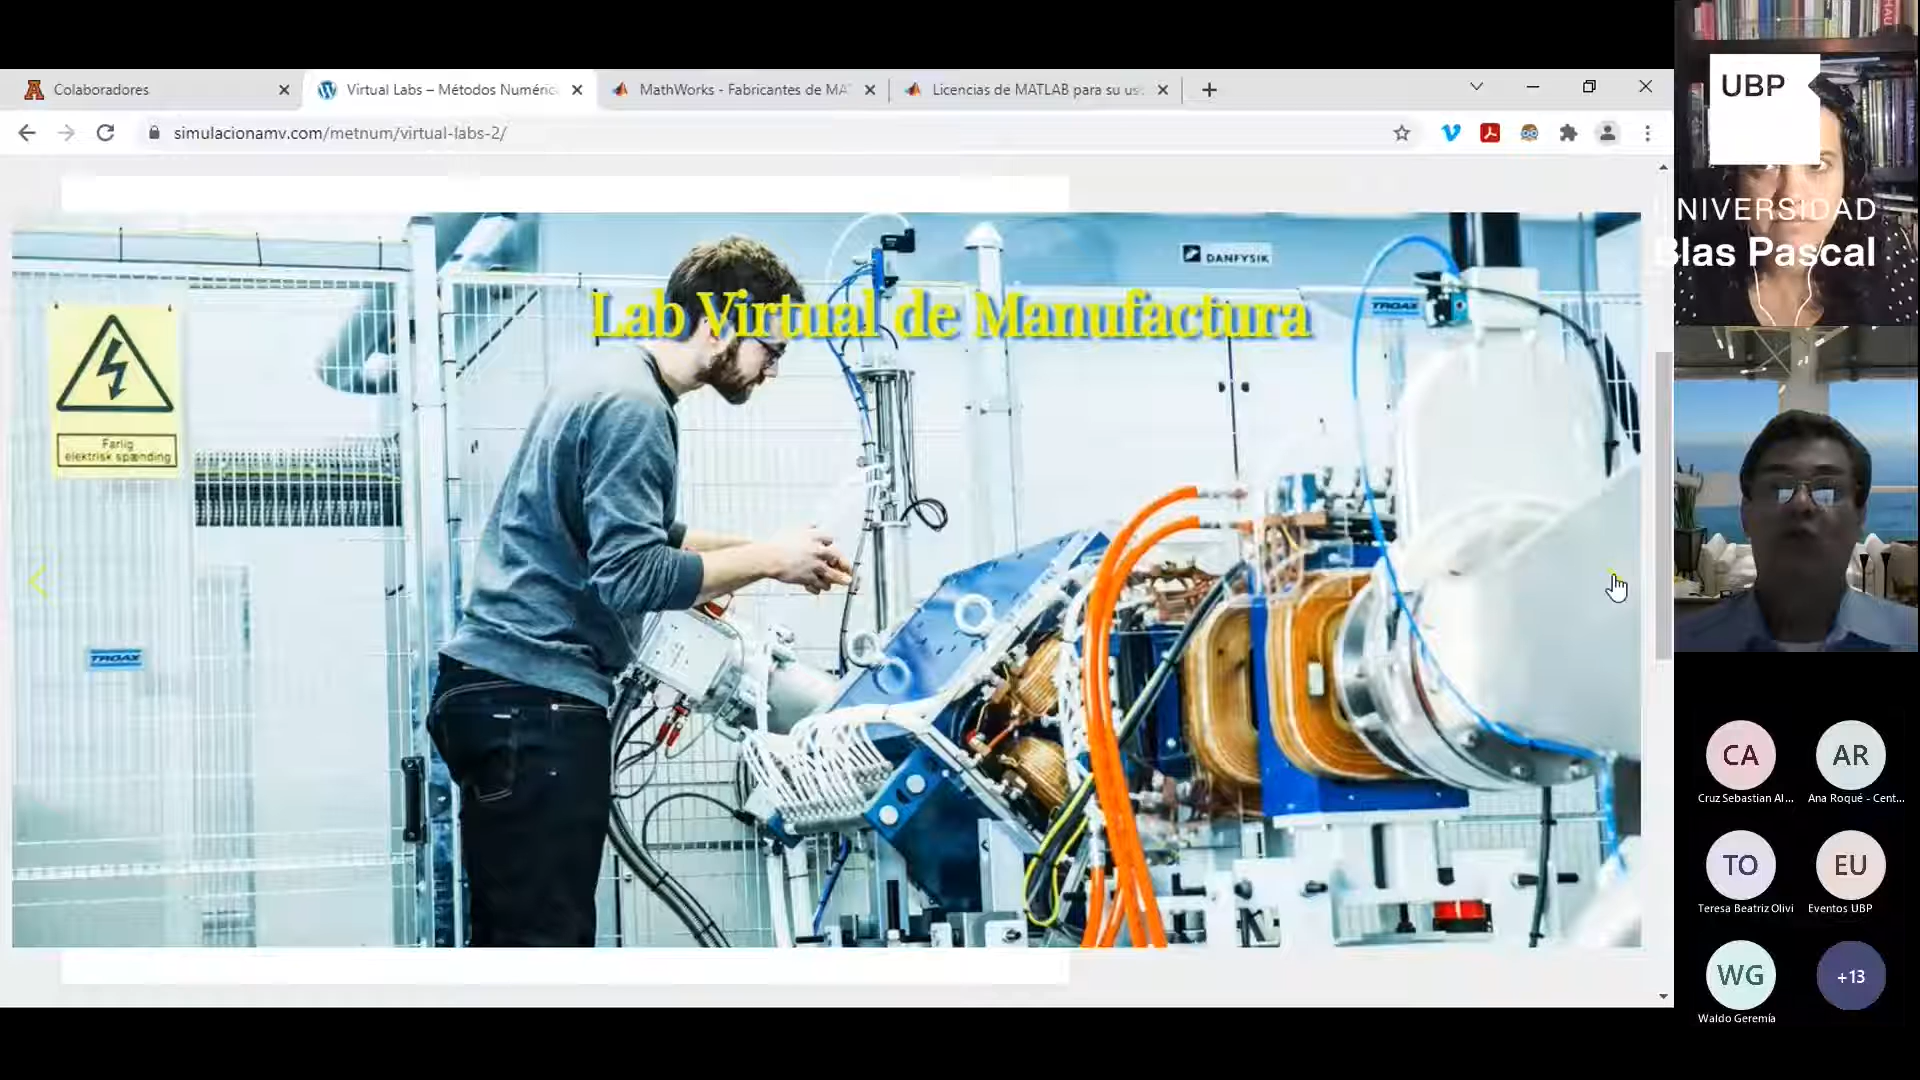 Colaboradores
Virtual Labs – Métodos Numéric
MathWorks - Fabricantes de MA
Licencias de MATLAB para su us
simulacionamv.com/metnum/virtual-labs-2/
UBP
UNIVERSIDAD
Blas Pascal
DANFYSIK
TROAX
Lab Virtual de Manufactura
Farlig
elektrisk spænding
TROAX
CA
AR
Cruz Sebastian Al...
Ana Roqué - Cent...
TO
EU
Teresa Beatriz Olivi
Eventos UBP
WG
+13
Waldo Geremía